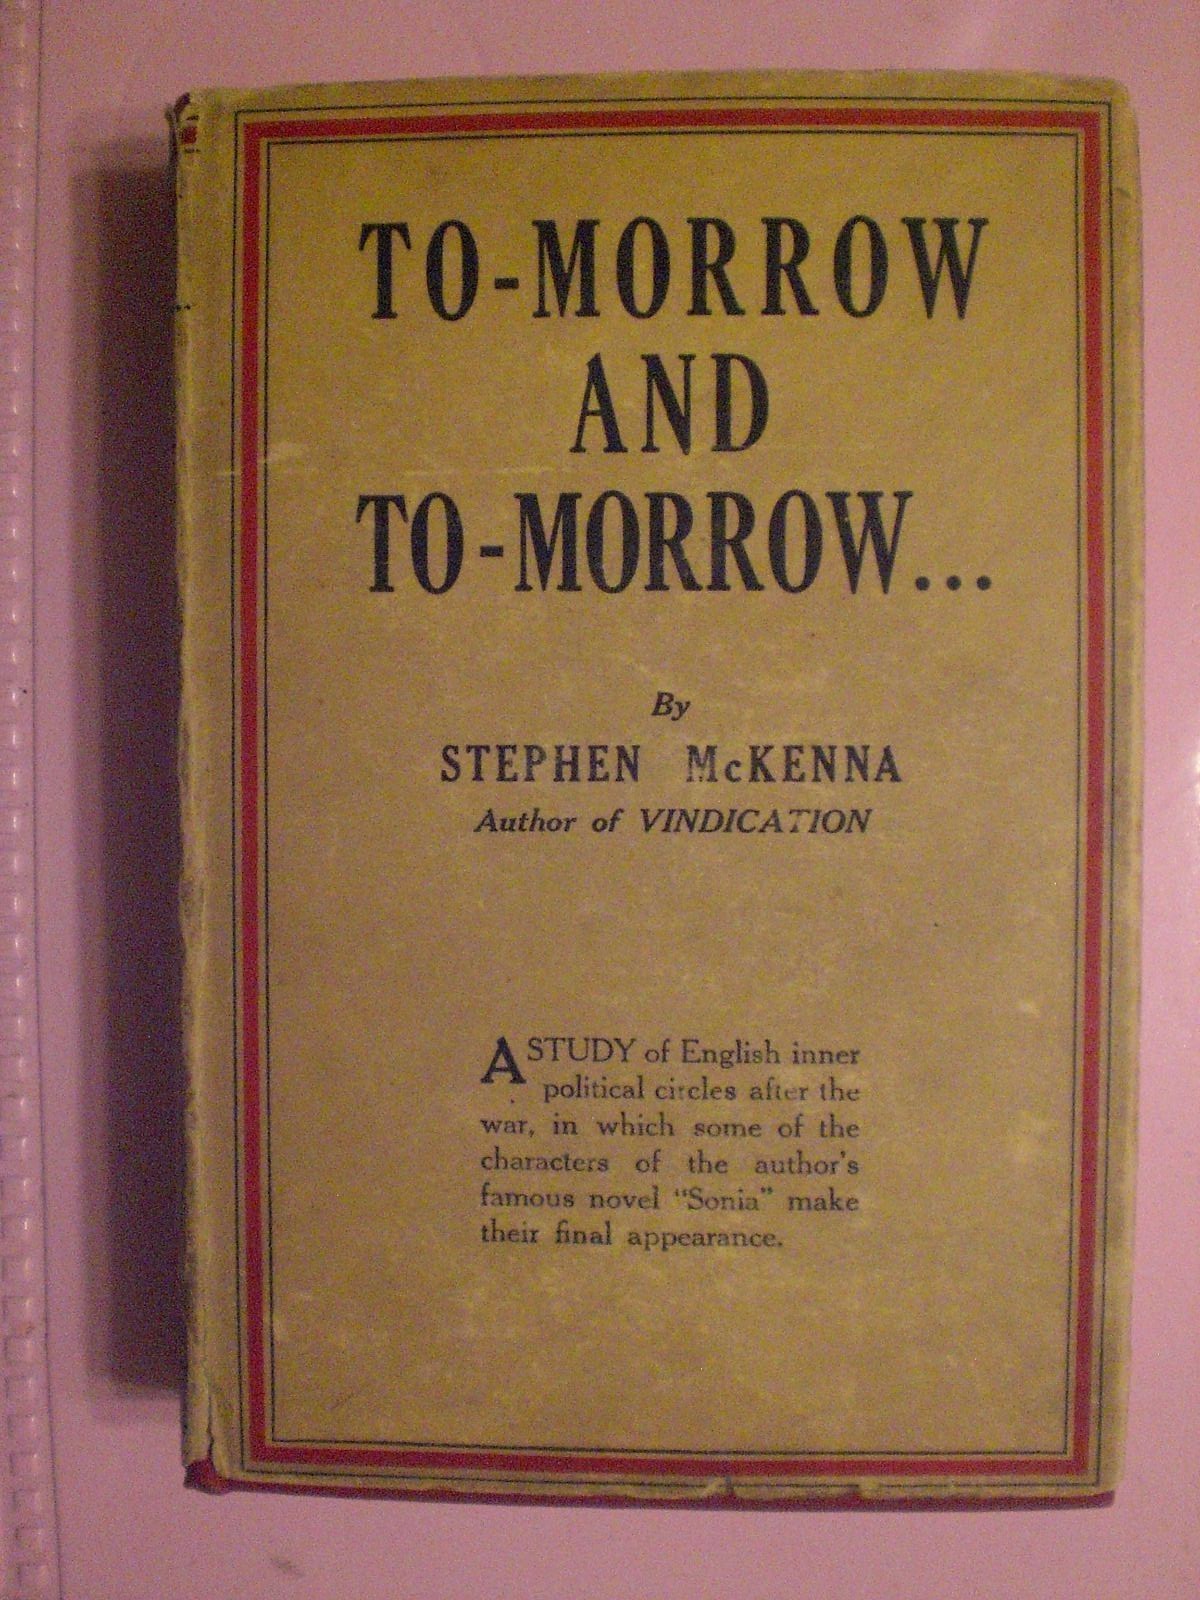 TO-MORROW
AND
TO-MORROW...
By
STEPHEN McKENNA
Author of VINDICATION
A STUDY of English inner
political circles after the
war, in which some of the
characters of the author's
famous novel "Sonia" make
their final appearance.